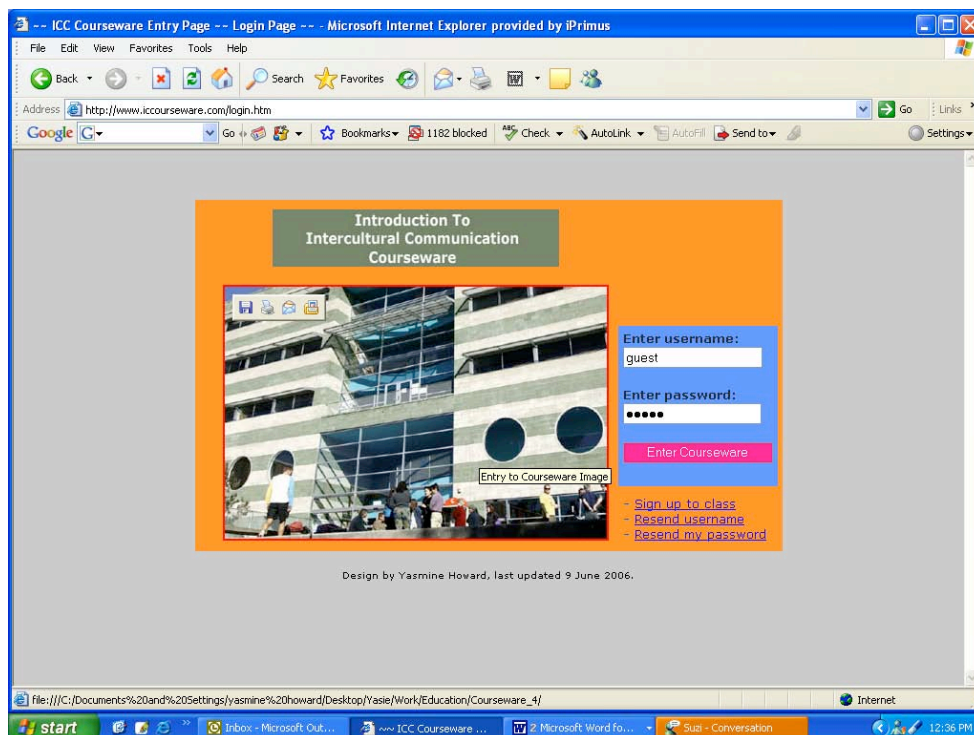 ~~ ICC Courseware Entry Page ~~ Login Page ~~ - Microsoft Internet Explorer provided by iPrimus
File Edit View Favorites Tools Help
Back Search Favorites
Address http://www.iccourseware.com/login.htm Go Links
Google G Go Bookmarks 1182 blocked ABC Check AutoLink AutoFill Send to Settings
Introduction To
Intercultural Communication
Courseware
Enter username:
guest
Enter password:
•••••
Enter Courseware
Entry to Courseware Image
- Sign up to class
- Resend username
- Resend my password
Design by Yasmine Howard, last updated 9 June 2006.
file:///C:/Documents%20and%20Settings/yasmine%20howard/Desktop/Yasie/Work/Education/Courseware_4/ Internet
start Inbox - Microsoft Out... ~~ ICC Courseware ... 2 Microsoft Word fo... Suzi - Conversation 12:36 PM